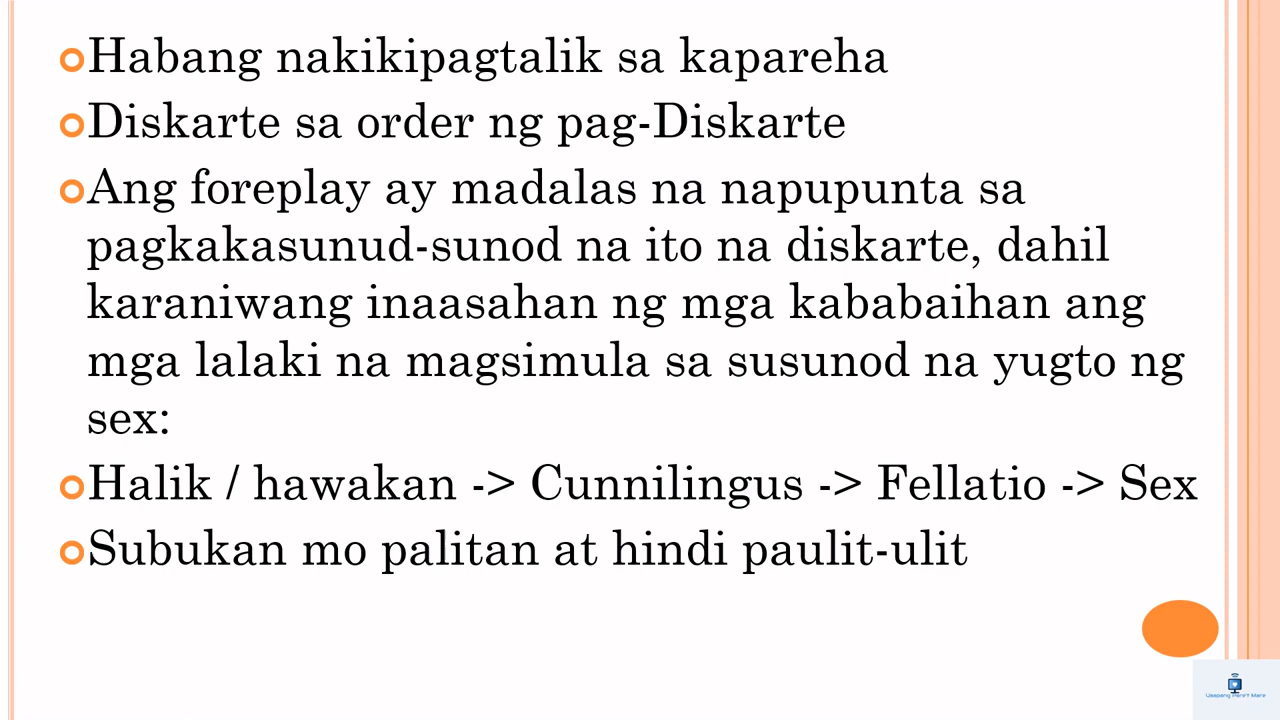 Habang nakikipagtalik sa kapareha
Diskarte sa order ng pag-Diskarte
Ang foreplay ay madalas na napupunta sa
pagkakasunud-sunod na ito na diskarte, dahil
karaniwang inaasahan ng mga kababaihan ang
mga lalaki na magsimula sa susunod na yugto ng
sex:
Halik / hawakan -> Cunnilingus -> Fellatio -> Sex
Subukan mo palitan at hindi paulit-ulit